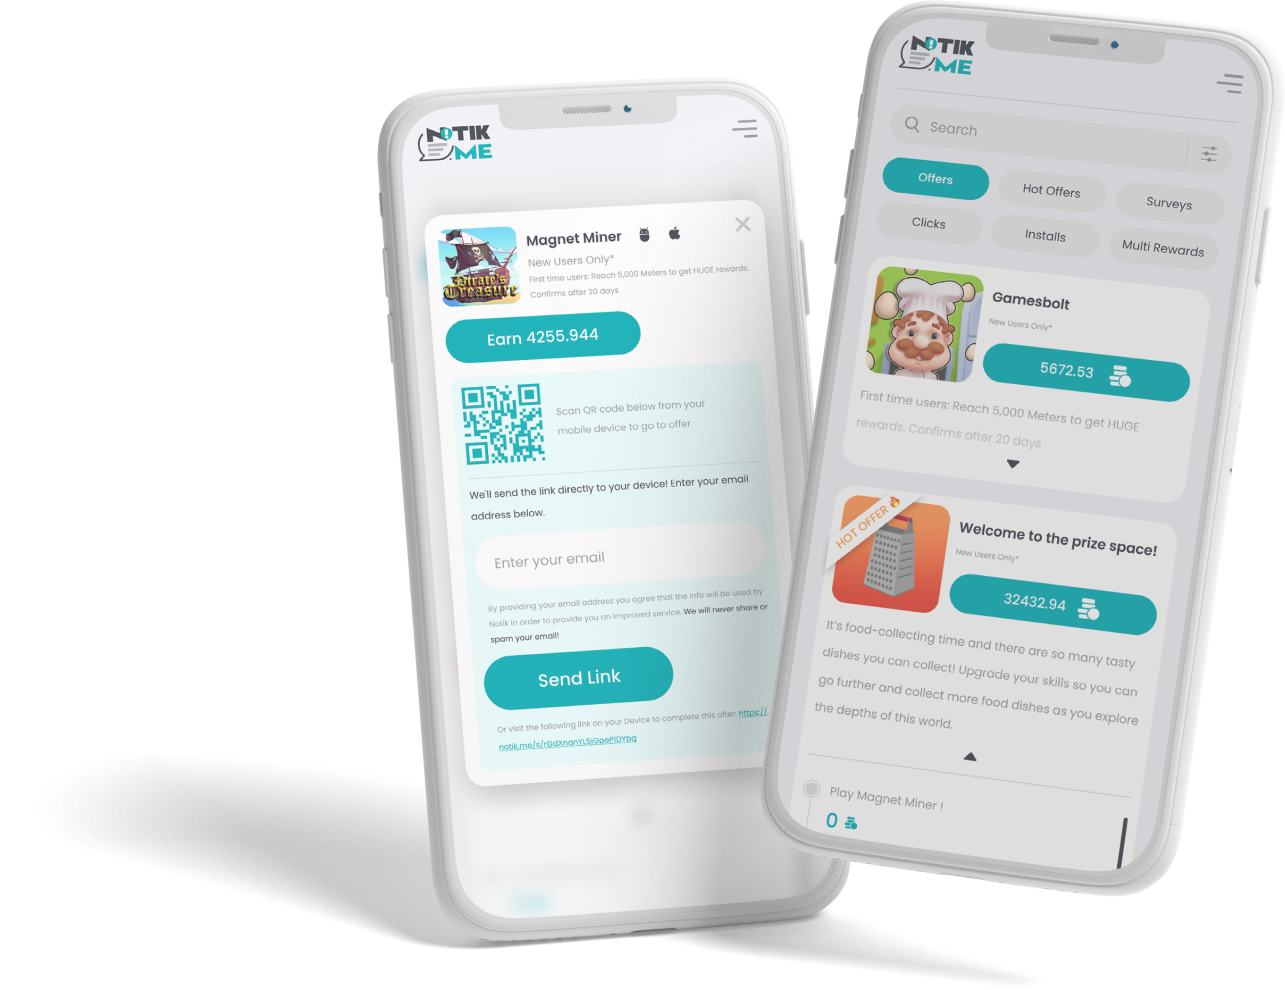 NOTIK
ME
Magnet Miner
New Users Only*
First time users: Reach 5,000 Meters to get HUGE rewards.
Confirms after 20 days
Pirate's
Treasure
Earn 4255.944
Scan QR code below from your
mobile device to go to offer
We'll send the link directly to your device! Enter your email
address below.
Enter your email
By providing your email address you agree that the info will be used by
Notik in order to provide you an improved service. We will never share or
spam your email!
Send Link
Or visit the following link on your Device to complete this offer: https://
notik.me/s/rGdXnanYL5jGpeP1DYbq
NOTIK
ME
Search
Offers
Hot Offers
Surveys
Clicks
Installs
Multi Rewards
Gamesbolt
New Users Only*
5672.53
First time users: Reach 5,000 Meters to get HUGE
rewards. Confirms after 20 days
HOT OFFER
Welcome to the prize space!
New Users Only*
32432.94
It's food-collecting time and there are so many tasty
dishes you can collect! Upgrade your skills so you can
go further and collect more food dishes as you explore
the depths of this world.
Play Magnet Miner !
0